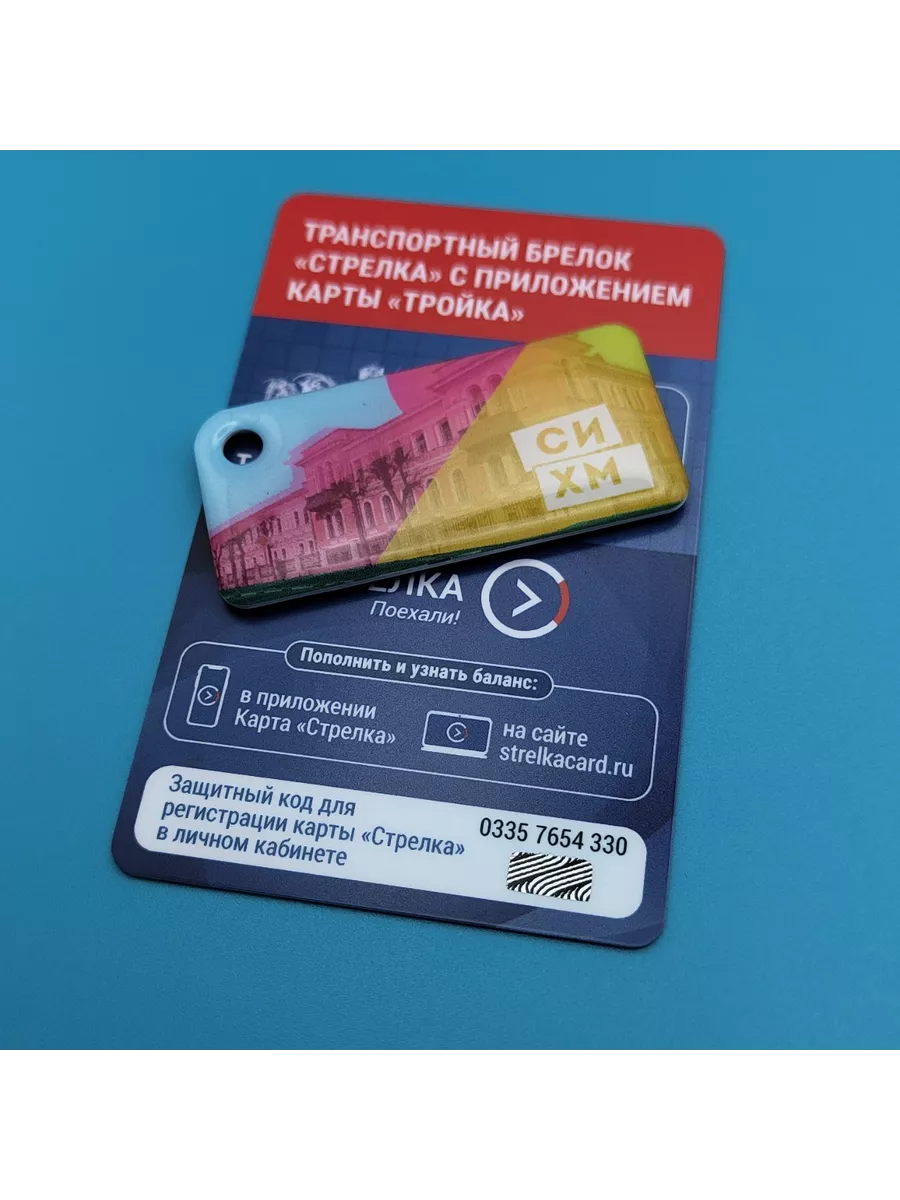 ТРАНСПОРТНЫЙ БРЕЛОК
«СТРЕЛКА» С ПРИЛОЖЕНИЕМ
КАРТЫ «ТРОЙКА»
Т
СИ
ХМ
ЕЛКА
Поехали!
Пополнить и узнать баланс:
в приложении
Карта «Стрелка»
на сайте
strelkacard.ru
Защитный код для
регистрации карты «Стрелка»
в личном кабинете
0335 7654 330